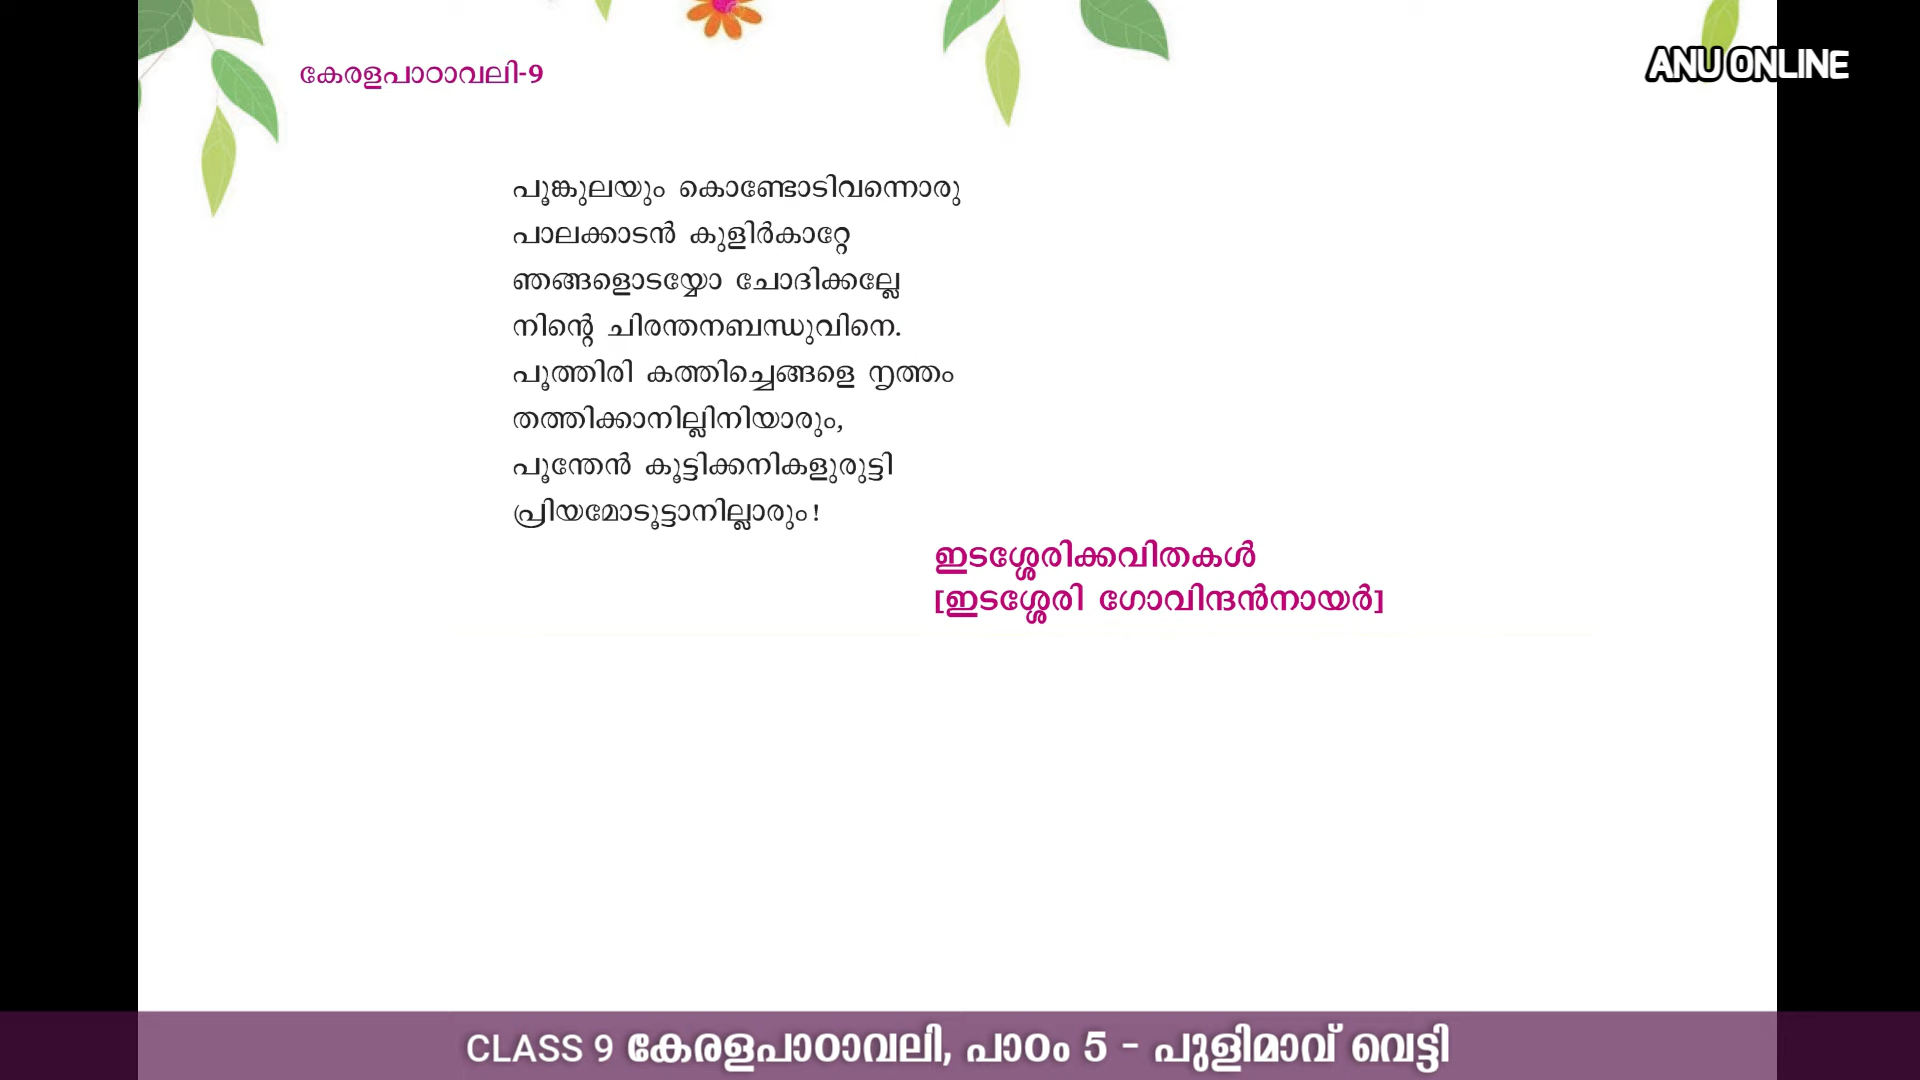 കേരളപാഠാവലി-9
ANU ONLINE
പൂങ്കുലയും കൊണ്ടോടിവന്നൊരു
പാലക്കാടൻ കുളിർകാറ്റേ
ഞങ്ങളൊടയ്യോ ചോദിക്കല്ലേ
നിന്റെ ചിരന്തനബന്ധുവിനെ.
പൂത്തിരി കത്തിച്ചെങ്ങളെ നൃത്തം
തത്തിക്കാനില്ലിനിയാരും,
പൂന്തേൻ കൂട്ടിക്കനികളുരുട്ടി
പ്രിയമോടൂട്ടാനില്ലാരും!
ഇടശ്ശേരിക്കവിതകൾ
[ഇടശ്ശേരി ഗോവിന്ദൻനായർ]
CLASS 9 കേരളപാഠാവലി, പാഠം 5 - പുളിമാവ് വെട്ടി